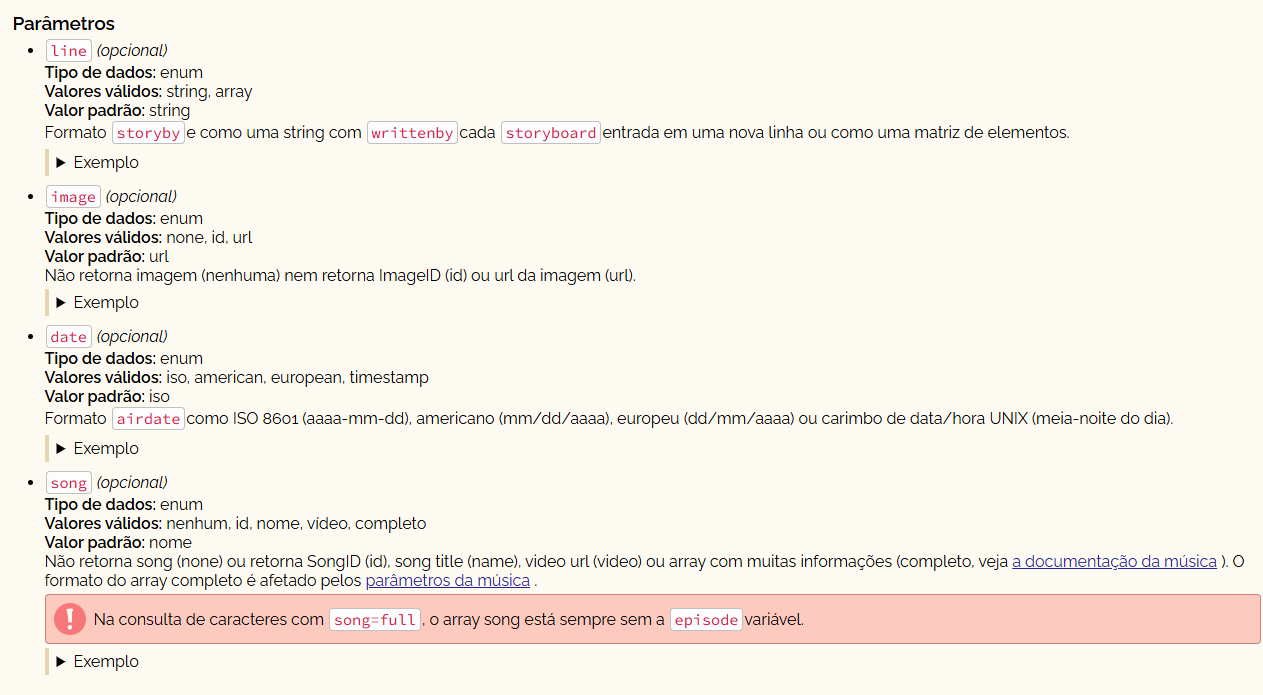 Parâmetros
line (opcional)
Tipo de dados: enum
Valores válidos: string, array
Valor padrão: string
Formato storyby e como uma string com writtenby cada storyboard entrada em uma nova linha ou como uma matriz de elementos.
Exemplo
image (opcional)
Tipo de dados: enum
Valores válidos: none, id, url
Valor padrão: url
Não retorna imagem (nenhuma) nem retorna ImageID (id) ou url da imagem (url).
Exemplo
date (opcional)
Tipo de dados: enum
Valores válidos: iso, american, european, timestamp
Valor padrão: iso
Formato airdate como ISO 8601 (aaaa-mm-dd), americano (mm/dd/aaaa), europeu (dd/mm/aaaa) ou carimbo de data/hora UNIX (meia-noite do dia).
Exemplo
song (opcional)
Tipo de dados: enum
Valores válidos: nenhum, id, nome, vídeo, completo
Valor padrão: nome
Não retorna song (none) ou retorna SongID (id), song title (name), video url (video) ou array com muitas informações (completo, veja a documentação da música ). O
formato do array completo é afetado pelos parâmetros da música .
Na consulta de caracteres com song=full, o array song está sempre sem a episode variável.
Exemplo